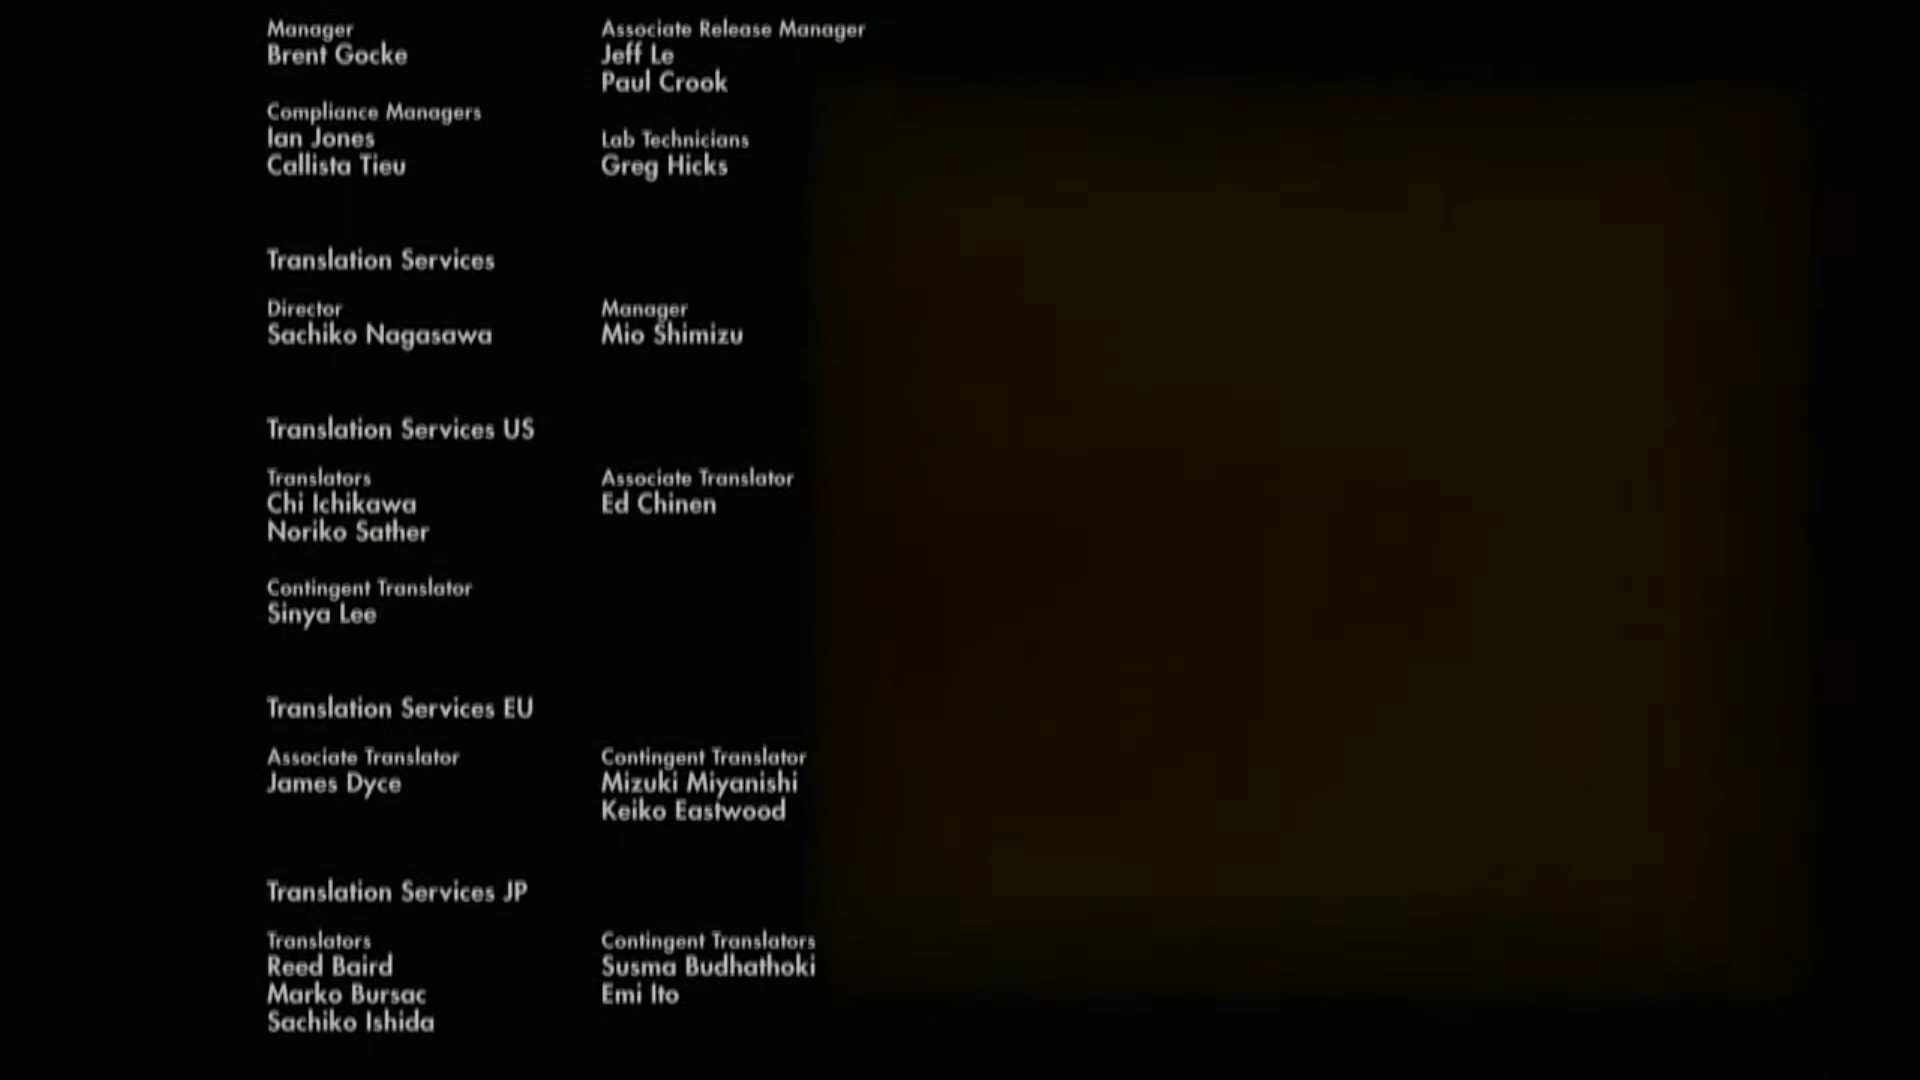 Manager
Brent Gocke
Associate Release Manager
Jeff Le
Paul Crook
Compliance Managers
Ian Jones
Callista Tieu
Lab Technicians
Greg Hicks
Translation Services
Director
Sachiko Nagasawa
Manager
Mio Shimizu
Translation Services US
Translators
Chi Ichikawa
Noriko Sather
Associate Translator
Ed Chinen
Contingent Translator
Sinya Lee
Translation Services EU
Associate Translator
James Dyce
Contingent Translator
Mizuki Miyanishi
Keiko Eastwood
Translation Services JP
Translators
Reed Baird
Marko Bursac
Sachiko Ishida
Contingent Translators
Susma Budhathoki
Emi Ito